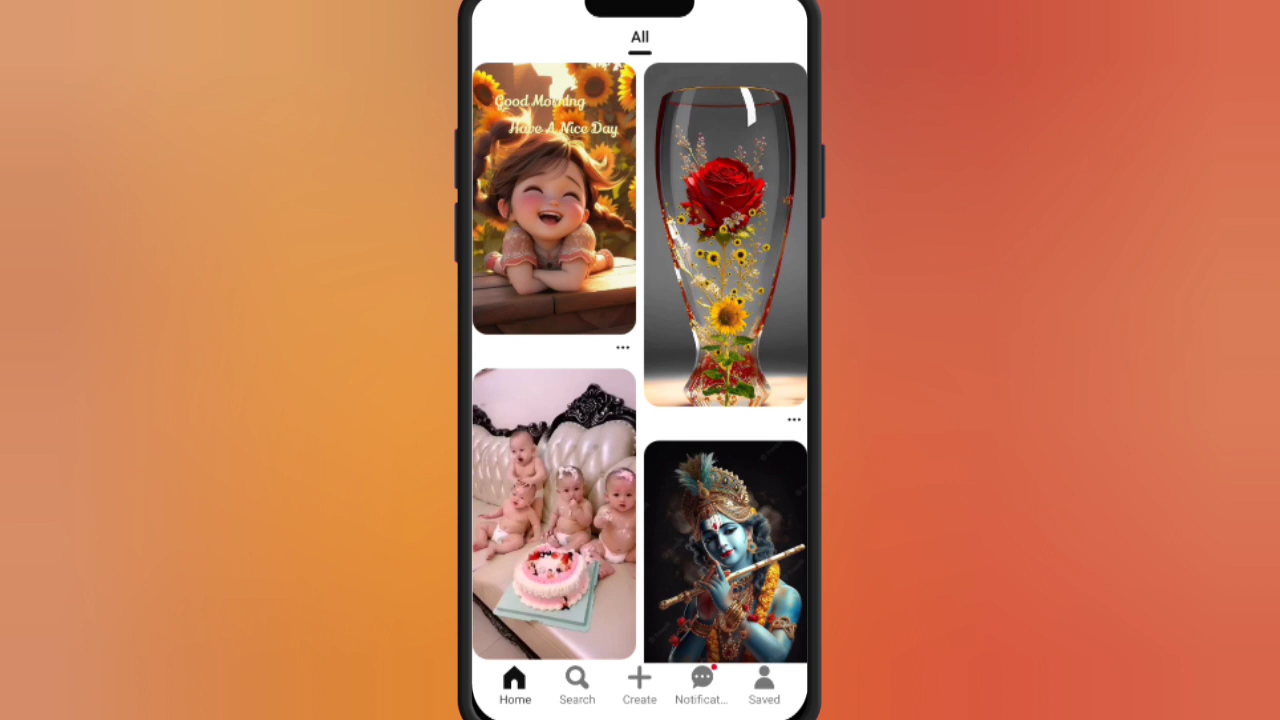 All
Good Morning
Have A Nice Day
Home
Search
Create
Notificat...
Saved